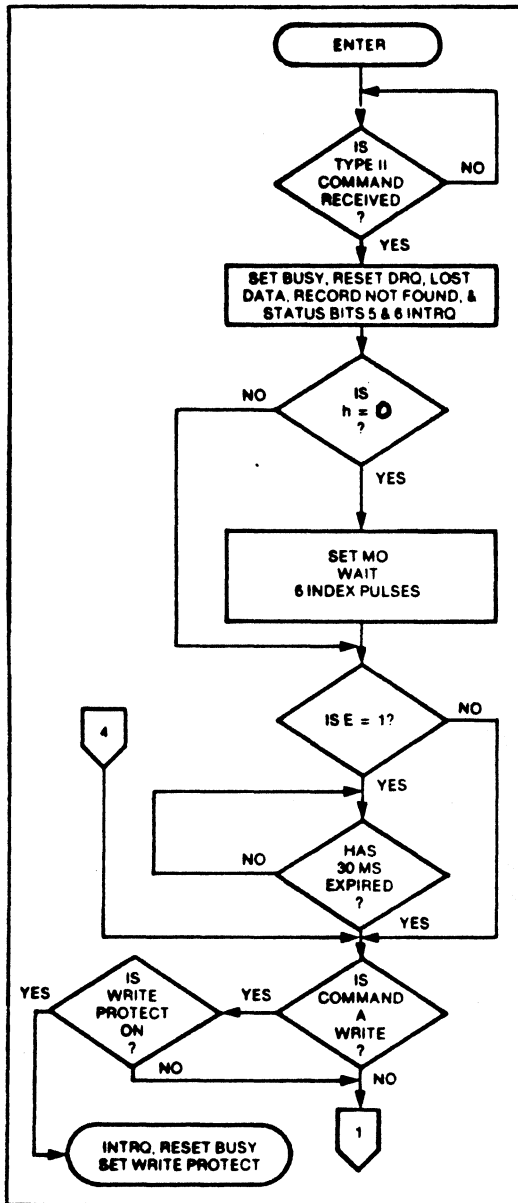 ENTER
IS
TYPE II
COMMAND
RECEIVED
?
NO
YES
SET BUSY, RESET DRQ, LOST
DATA, RECORD NOT FOUND, &
STATUS BITS 5 & 6 INTRQ
NO
IS
h = 0
?
YES
SET MO
WAIT
6 INDEX PULSES
4
IS E = 1?
NO
YES
NO
HAS
30 MS
EXPIRED
?
YES
YES
IS
WRITE
PROTECT
ON
?
YES
IS
COMMAND
A
WRITE
?
NO
NO
INTRQ, RESET BUSY
SET WRITE PROTECT
1